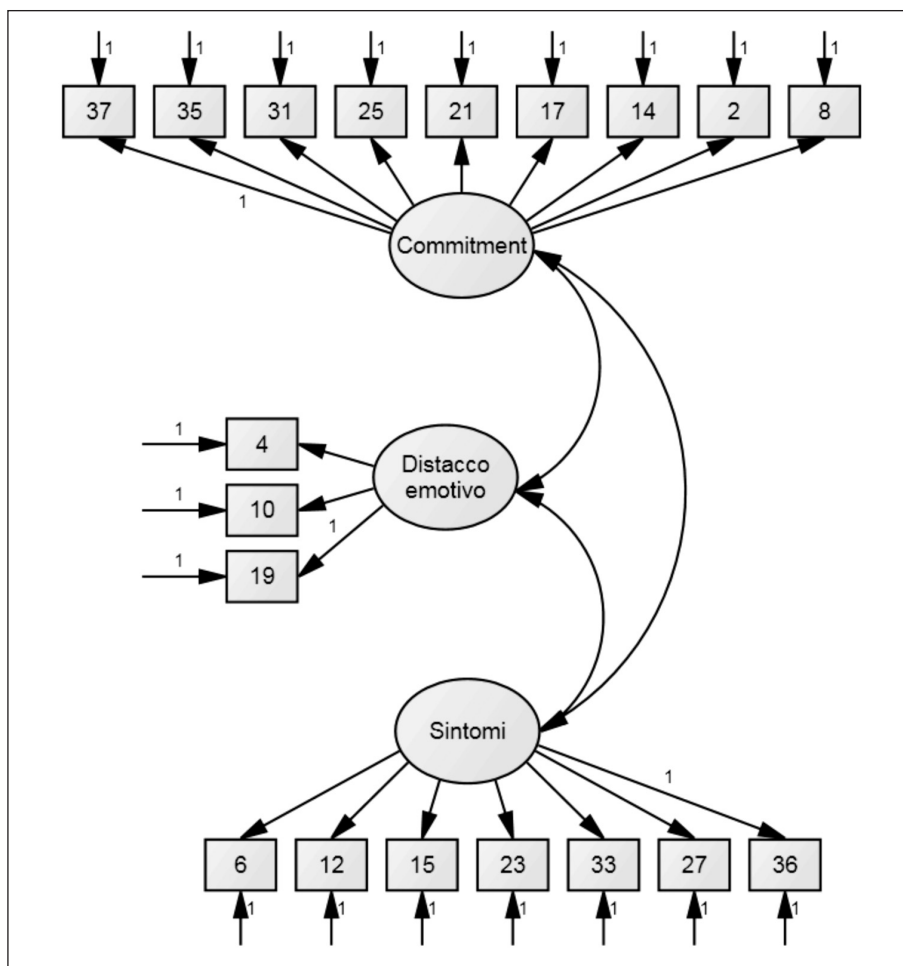 1 1 1 1 1 1 1 1 1
37 35 31 25 21 17 14 2 8
1
Commitment
1 4
Distacco
emotivo
1 10
1
1 19
Sintomi
1
6 12 15 23 33 27 36
1 1 1 1 1 1 1